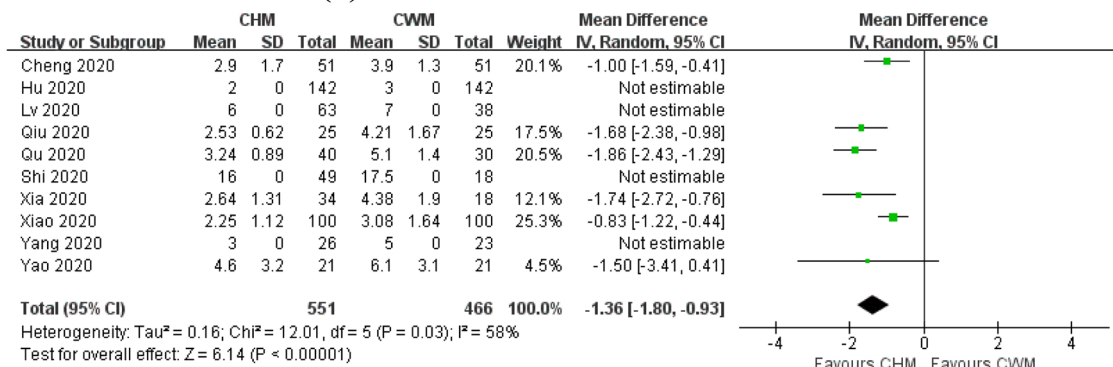 CHM CWM Mean Difference Mean Difference
Study or Subgroup Mean SD Total Mean SD Total Weight IV, Random, 95% CI IV, Random, 95% CI
Cheng 2020 2.9 1.7 51 3.9 1.3 51 20.1% -1.00 [-1.59, -0.41]
Hu 2020 2 0 142 3 0 142 Not estimable
Lv 2020 6 0 63 7 0 38 Not estimable
Qiu 2020 2.53 0.62 25 4.21 1.67 25 17.5% -1.68 [-2.38, -0.98]
Qu 2020 3.24 0.89 40 5.1 1.4 30 20.5% -1.86 [-2.43, -1.29]
Shi 2020 16 0 49 17.5 0 18 Not estimable
Xia 2020 2.64 1.31 34 4.38 1.9 18 12.1% -1.74 [-2.72, -0.76]
Xiao 2020 2.25 1.12 100 3.08 1.64 100 25.3% -0.83 [-1.22, -0.44]
Yang 2020 3 0 26 5 0 23 Not estimable
Yao 2020 4.6 3.2 21 6.1 3.1 21 4.5% -1.50 [-3.41, 0.41]
Total (95% CI) 551 466 100.0% -1.36 [-1.80, -0.93]
Heterogeneity: Tau² = 0.16; Chi² = 12.01, df = 5 (P = 0.03); I² = 58%
Test for overall effect: Z = 6.14 (P < 0.00001)
-4 -2 0 2 4
Favours CHM Favours CWM